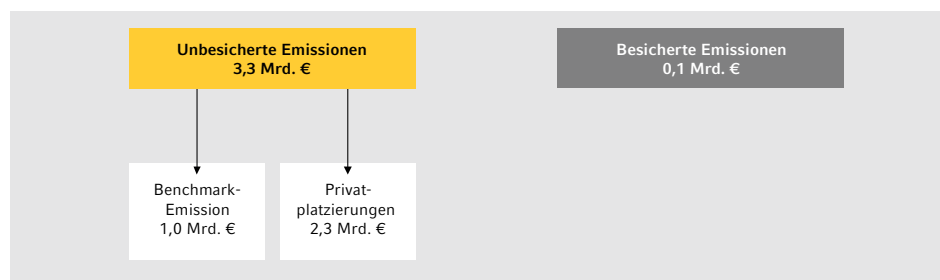 Unbesicherte Emissionen
3,3 Mrd. €
Besicherte Emissionen
0,1 Mrd. €
Benchmark-
Emission
1,0 Mrd. €
Privat-
platzierungen
2,3 Mrd. €